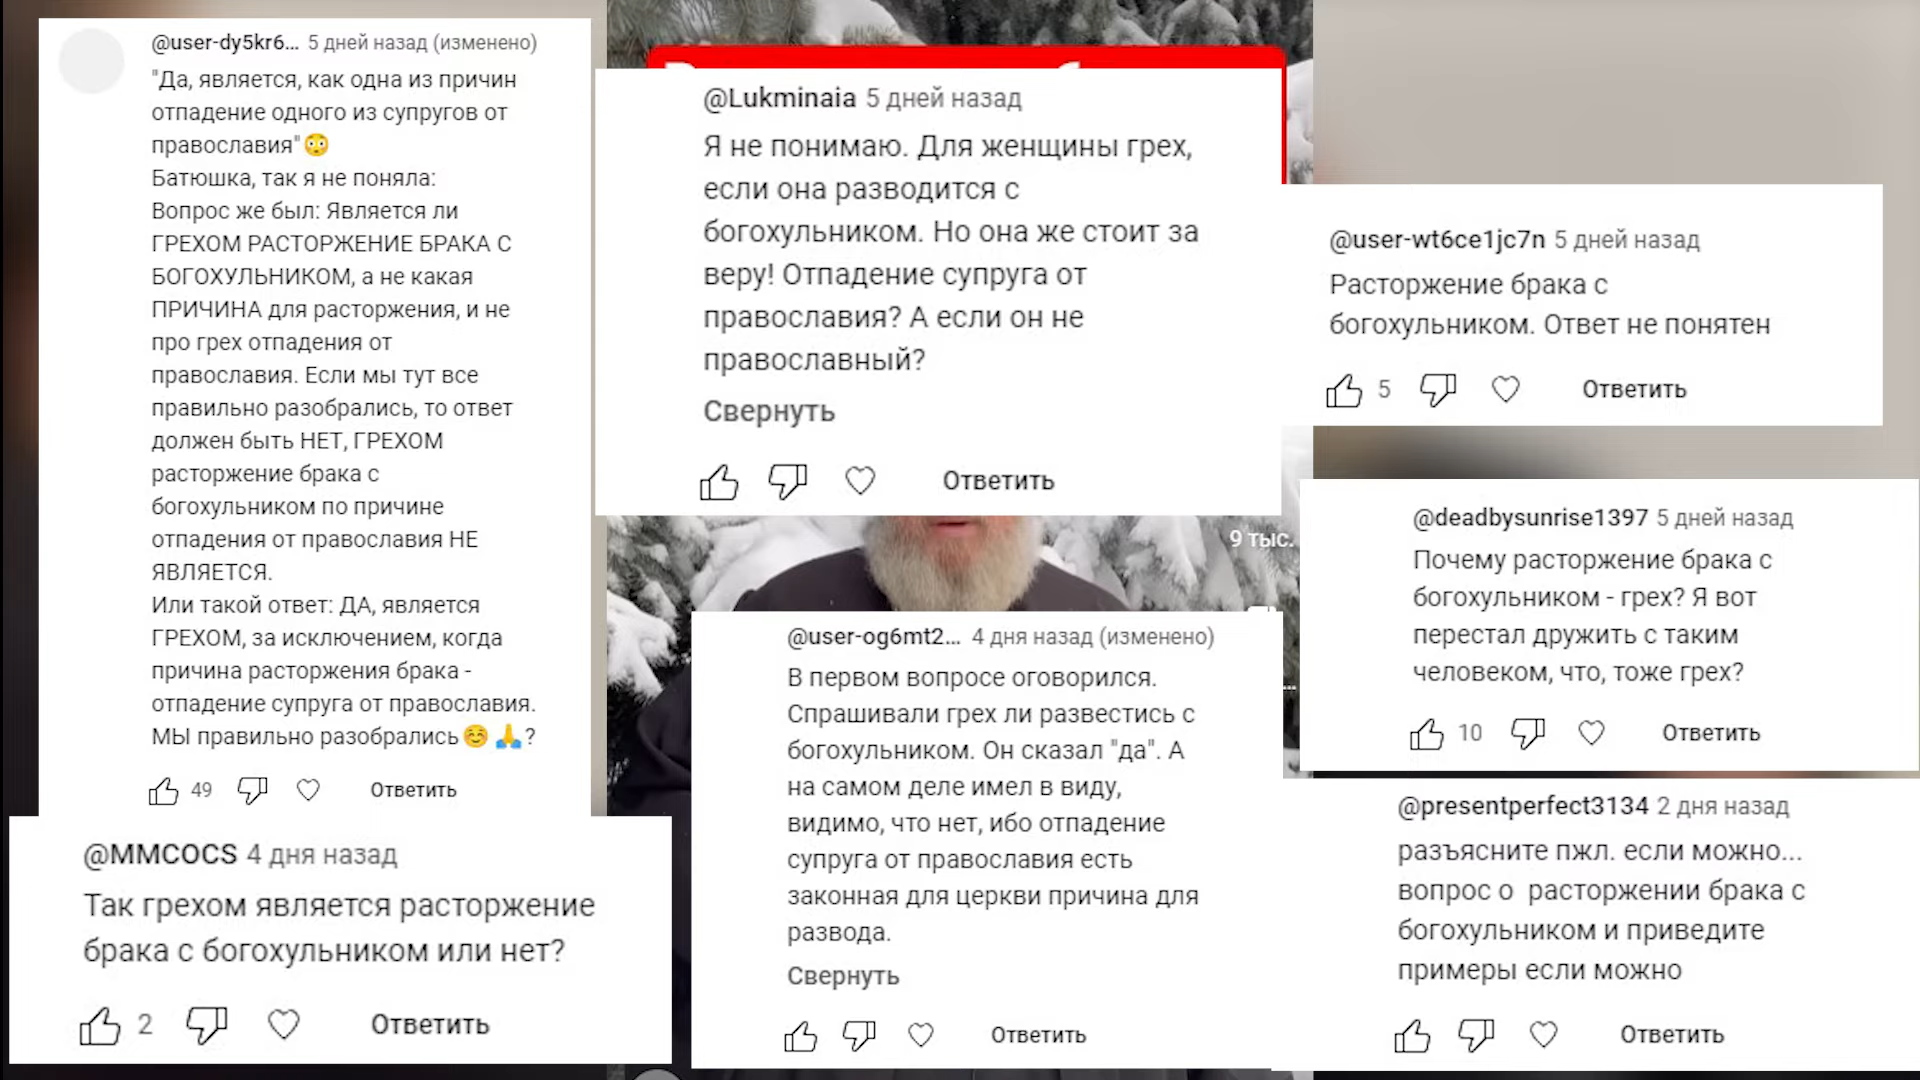 @user-dy5kr6... 5 дней назад (изменено)
"Да, является, как одна из причин
отпадение одного из супругов от
православия"😳
Батюшка, так я не поняла:
Вопрос же был: Является ли
ГРЕХОМ РАСТОРЖЕНИЕ БРАКА С
БОГОХУЛЬНИКОМ, а не какая
ПРИЧИНА для расторжения, и не
про грех отпадения от
православия. Если мы тут все
правильно разобрались, то ответ
должен быть НЕТ, ГРЕХОМ
расторжение брака с
богохульником по причине
отпадения от православия НЕ
ЯВЛЯЕТСЯ.
Или такой ответ: ДА, является
ГРЕХОМ, за исключением, когда
причина расторжения брака -
отпадение супруга от православия.
МЫ правильно разобрались☺️🙏?
49 Ответить
@MMCOCS 4 дня назад
Так грехом является расторжение
брака с богохульником или нет?
2 Ответить
@Lukminaia 5 дней назад
Я не понимаю. Для женщины грех,
если она разводится с
богохульником. Но она же стоит за
веру! Отпадение супруга от
православия? А если он не
православный?
Свернуть
Ответить
9 тыс.
@user-og6mt2... 4 дня назад (изменено)
В первом вопросе оговорился.
Спрашивали грех ли развестись с
богохульником. Он сказал "да". А
на самом деле имел в виду,
видимо, что нет, ибо отпадение
супруга от православия есть
законная для церкви причина для
развода.
Свернуть
Ответить
@user-wt6ce1jc7n 5 дней назад
Расторжение брака с
богохульником. Ответ не понятен
5 Ответить
@deadbysunrise1397 5 дней назад
Почему расторжение брака с
богохульником - грех? Я вот
перестал дружить с таким
человеком, что, тоже грех?
10 Ответить
@presentperfect3134 2 дня назад
разъясните пжл. если можно...
вопрос о расторжении брака с
богохульником и приведите
примеры если можно
Ответить